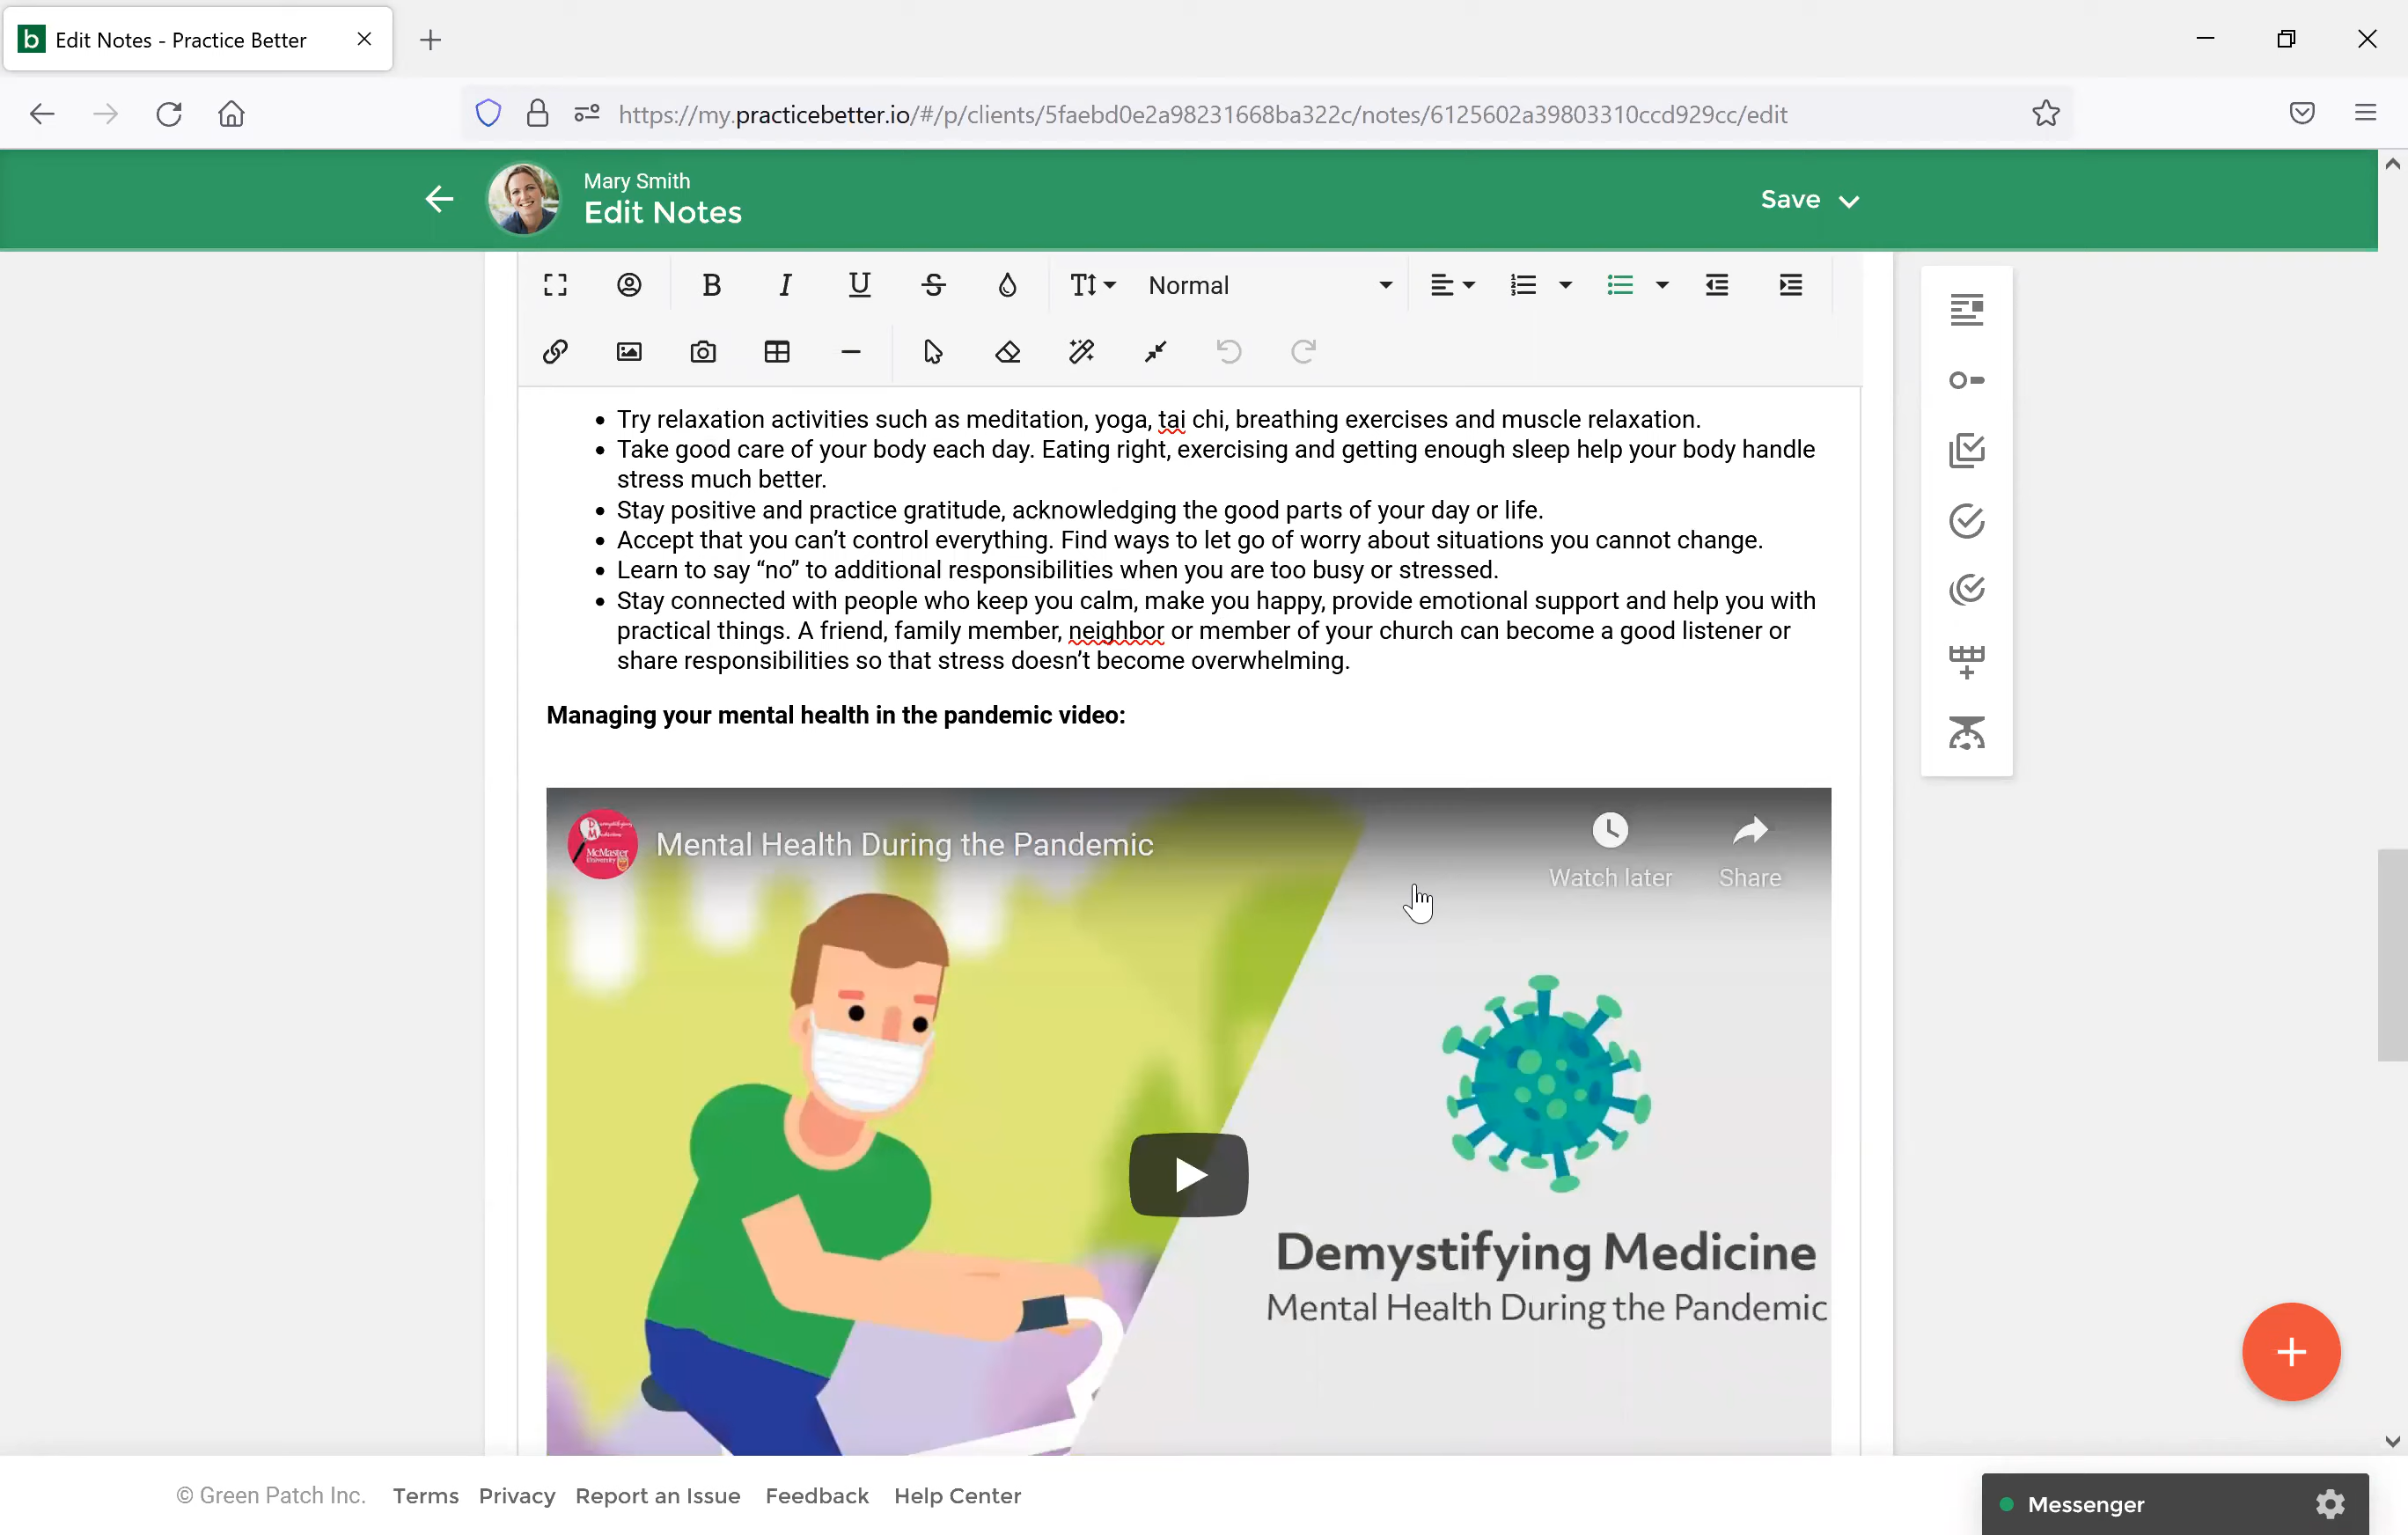 Edit Notes - Practice Better
https://my.practicebetter.io/#/p/clients/5faebd0e2a98231668ba322c/notes/6125602a39803310ccd929cc/edit
Mary Smith
Edit Notes
Save
B I U S
Normal
Try relaxation activities such as meditation, yoga, tai chi, breathing exercises and muscle relaxation.
Take good care of your body each day. Eating right, exercising and getting enough sleep help your body handle
stress much better.
Stay positive and practice gratitude, acknowledging the good parts of your day or life.
Accept that you can’t control everything. Find ways to let go of worry about situations you cannot change.
Learn to say “no” to additional responsibilities when you are too busy or stressed.
Stay connected with people who keep you calm, make you happy, provide emotional support and help you with
practical things. A friend, family member, neighbor or member of your church can become a good listener or
share responsibilities so that stress doesn’t become overwhelming.
Managing your mental health in the pandemic video:
McMaster
University
Mental Health During the Pandemic
Watch later
Share
Demystifying Medicine
Mental Health During the Pandemic
© Green Patch Inc. Terms Privacy Report an Issue Feedback Help Center
Messenger